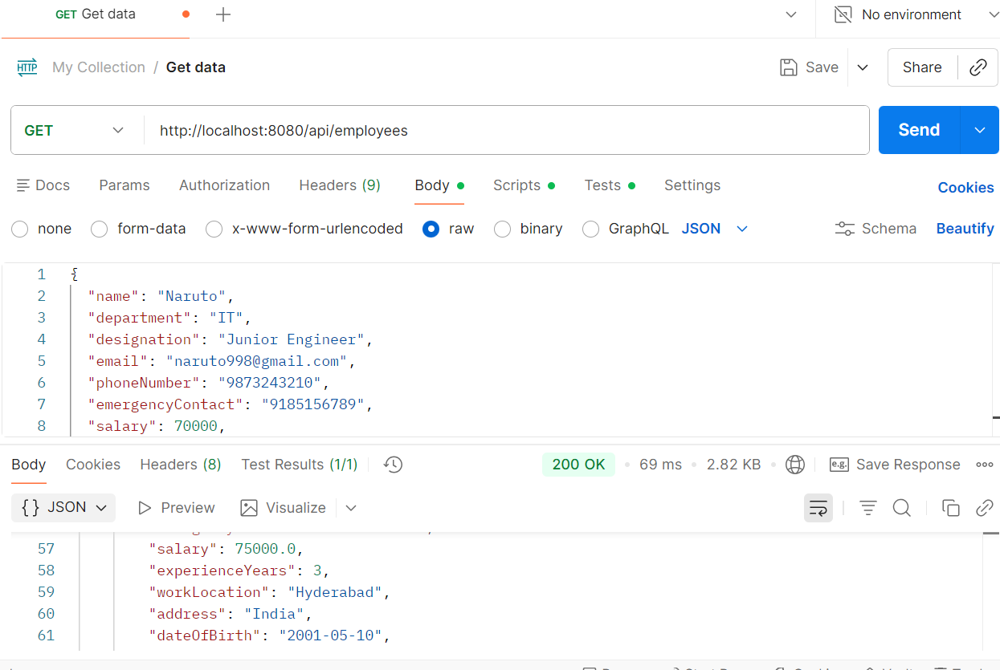 GET Get data
No environment
HTTP My Collection / Get data Save Share
GET http://localhost:8080/api/employees Send
Docs Params Authorization Headers (9) Body Scripts Tests Settings Cookies
none form-data x-www-form-urlencoded raw binary GraphQL JSON Schema Beautify
1 {
2 "name": "Naruto",
3 "department": "IT",
4 "designation": "Junior Engineer",
5 "email": "naruto998@gmail.com",
6 "phoneNumber": "9873243210",
7 "emergencyContact": "9185156789",
8 "salary": 70000,
Body Cookies Headers (8) Test Results (1/1) 200 OK 69 ms 2.82 KB e.g. Save Response
{} JSON Preview Visualize
57 "salary": 75000.0,
58 "experienceYears": 3,
59 "workLocation": "Hyderabad",
60 "address": "India",
61 "dateOfBirth": "2001-05-10",